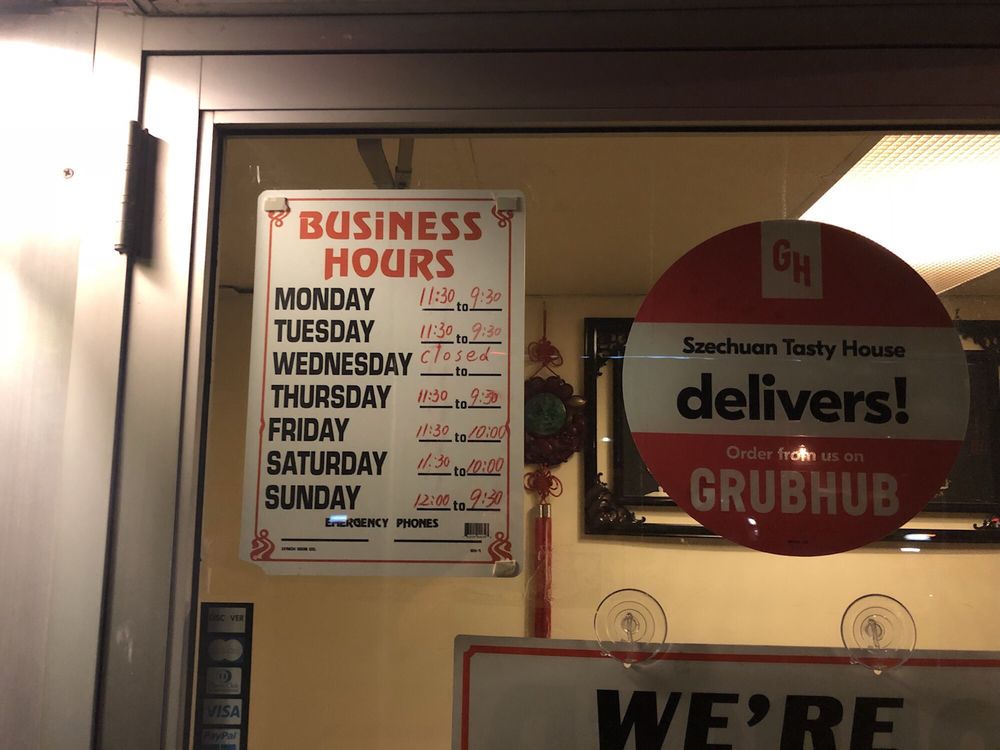 BUSINESS
HOURS
MONDAY 11:30 to 9:30
TUESDAY 11:30 to 9:30
WEDNESDAY closed to
THURSDAY 11:30 to 9:30
FRIDAY 11:30 to 10:00
SATURDAY 11:30 to 10:00
SUNDAY 12:00 to 9:30
EMERGENCY PHONES
GH
Szechuan Tasty House
delivers!
Order from us on
GRUBHUB
DISCOVER
VISA
PayPal
WE'RE